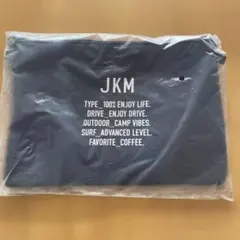 JKM
TYPE_100% ENJOY LIFE.
DRIVE_ENJOY DRIVE.
OUTDOOR_CAMP VIBES.
SURF_ADVANCED LEVEL.
FAVORITE_COFFEE.